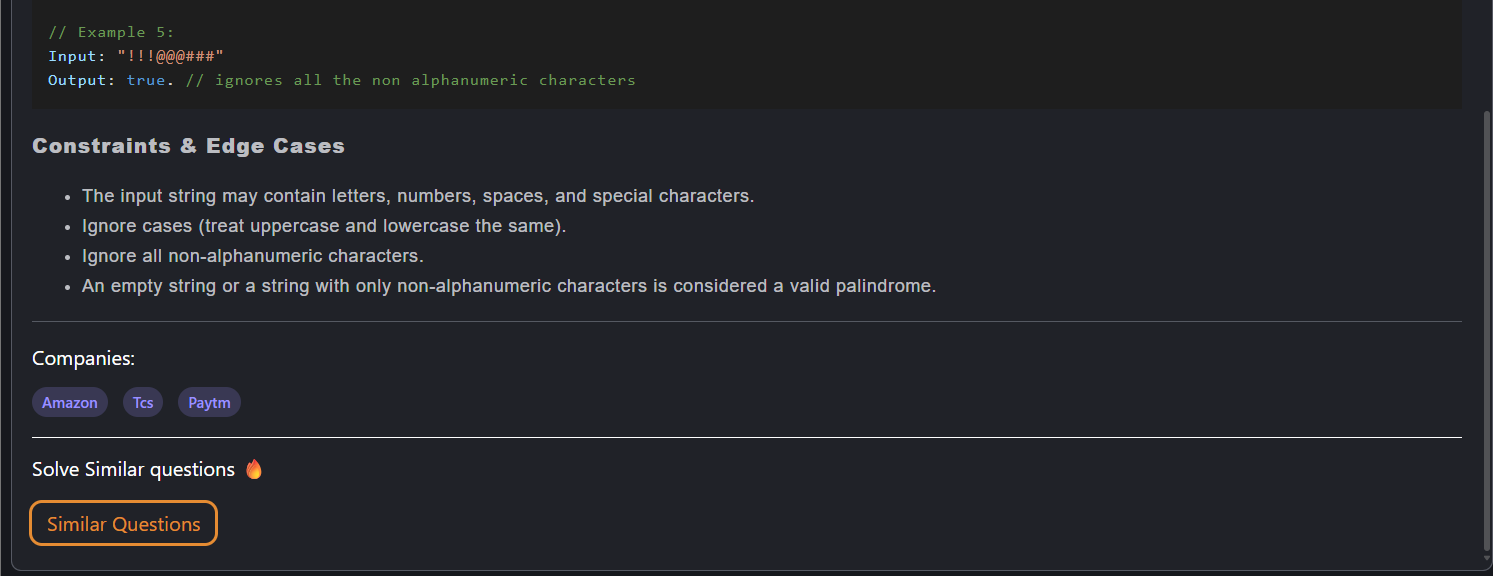 // Example 5:
Input: "!!!@@@###"
Output: true. // ignores all the non alphanumeric characters
Constraints & Edge Cases
• The input string may contain letters, numbers, spaces, and special characters.
• Ignore cases (treat uppercase and lowercase the same).
• Ignore all non-alphanumeric characters.
• An empty string or a string with only non-alphanumeric characters is considered a valid palindrome.
Companies:
Amazon Tcs Paytm
Solve Similar questions 🔥
Similar Questions